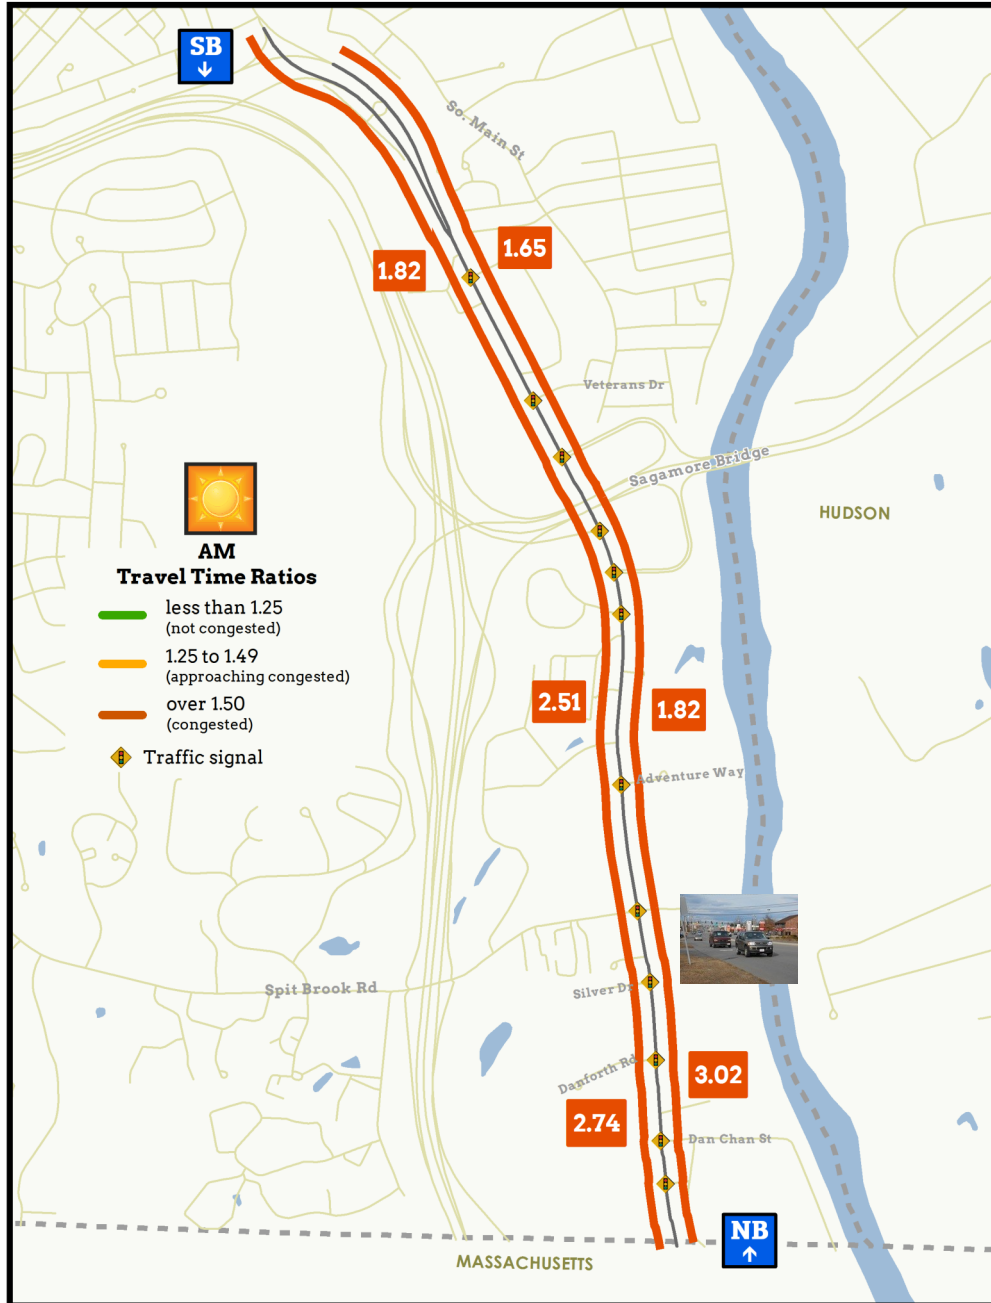 SB
So. Main St
1.65
1.82
Veterans Dr
Sagamore Bridge
HUDSON
AM
Travel Time Ratios
less than 1.25
(not congested)
1.25 to 1.49
(approaching congested)
over 1.50
(congested)
Traffic signal
2.51
1.82
Adventure Way
Silver Dr
Spit Brook Rd
Danforth Rd
3.02
2.74
Dan Chan St
NB
MASSACHUSETTS